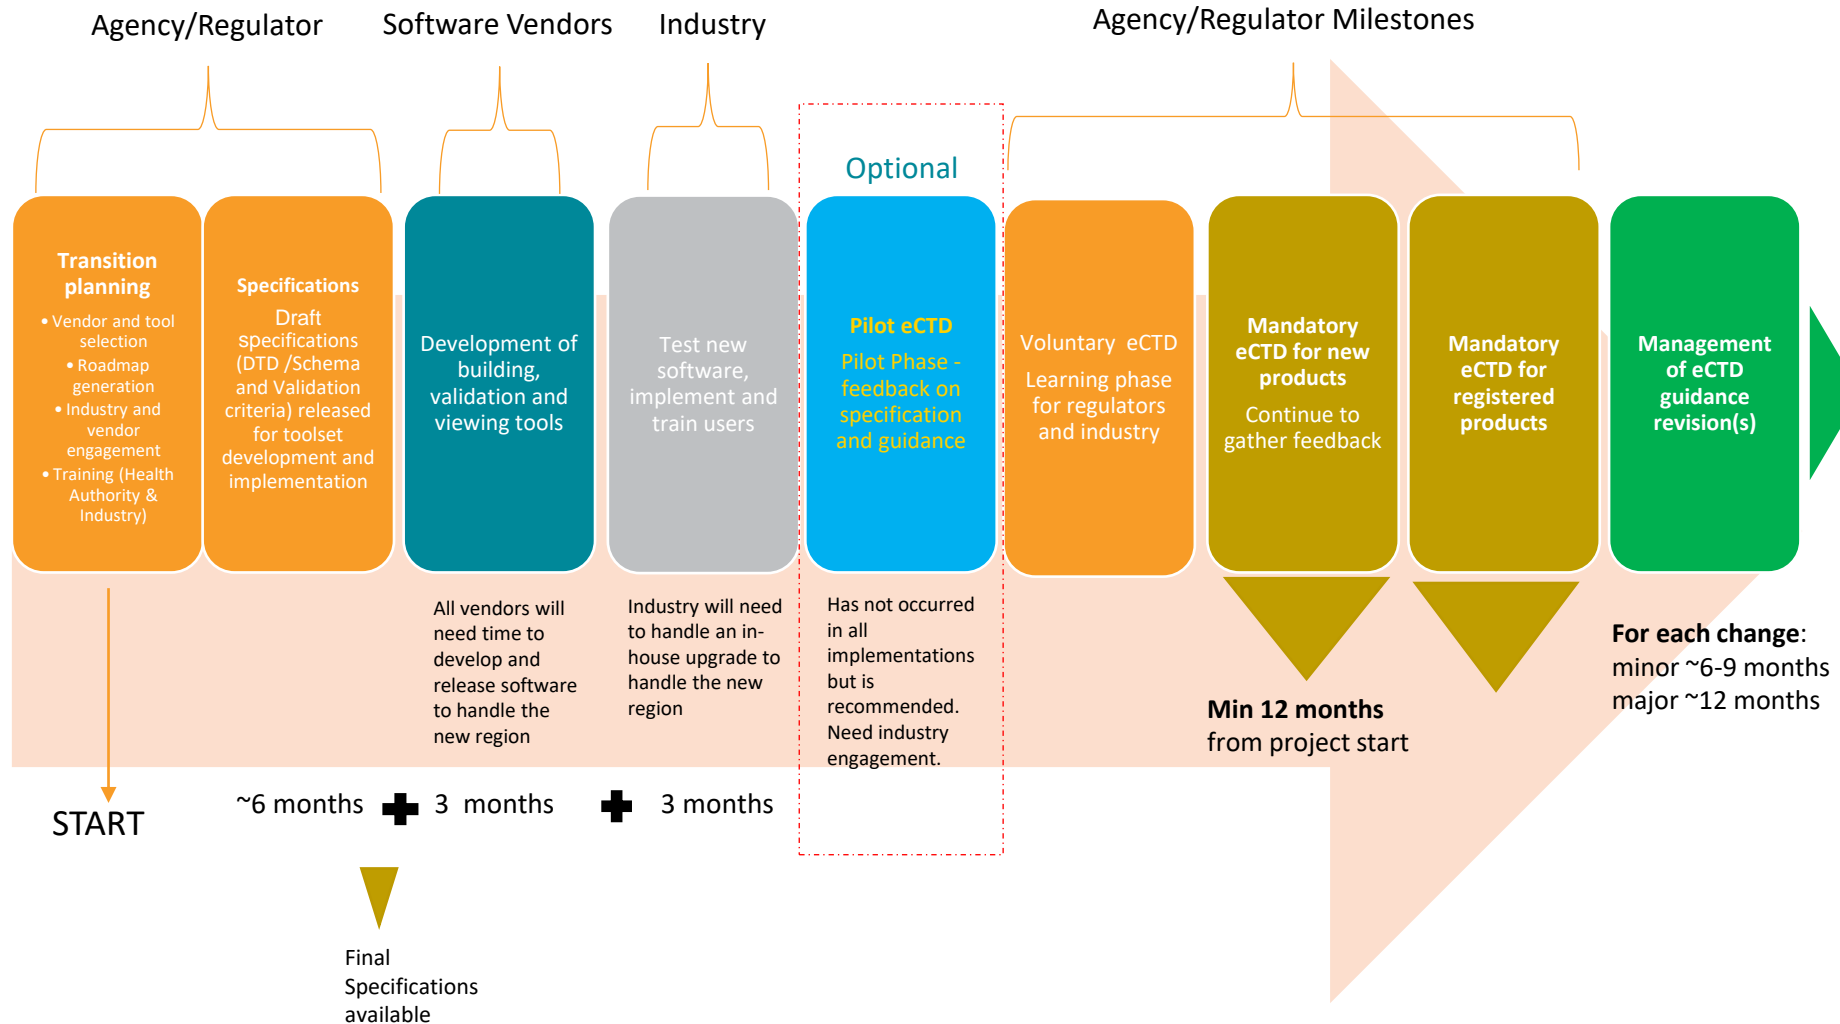 Agency/Regulator
Software Vendors
Industry
Agency/Regulator Milestones
Transition
planning
• Vendor and tool
selection
• Roadmap
generation
• Industry and
vendor
engagement
• Training (Health
Authority &
Industry)
Specifications
Draft
specifications
(DTD /Schema
and Validation
criteria) released
for toolset
development and
implementation
Development of
building,
validation and
viewing tools
Test new
software,
implement and
train users
Optional
Pilot eCTD
Pilot Phase -
feedback on
specification
and guidance
Voluntary eCTD
Learning phase
for regulators
and industry
Mandatory
eCTD for new
products
Continue to
gather feedback
Mandatory
eCTD for
registered
products
Management
of eCTD
guidance
revision(s)
All vendors will
need time to
develop and
release software
to handle the
new region
Industry will need
to handle an in-
house upgrade to
handle the new
region
Has not occurred
in all
implementations
but is
recommended.
Need industry
engagement.
Min 12 months
from project start
For each change:
minor ~6-9 months
major ~12 months
START
~6 months
3 months
3 months
Final
Specifications
available